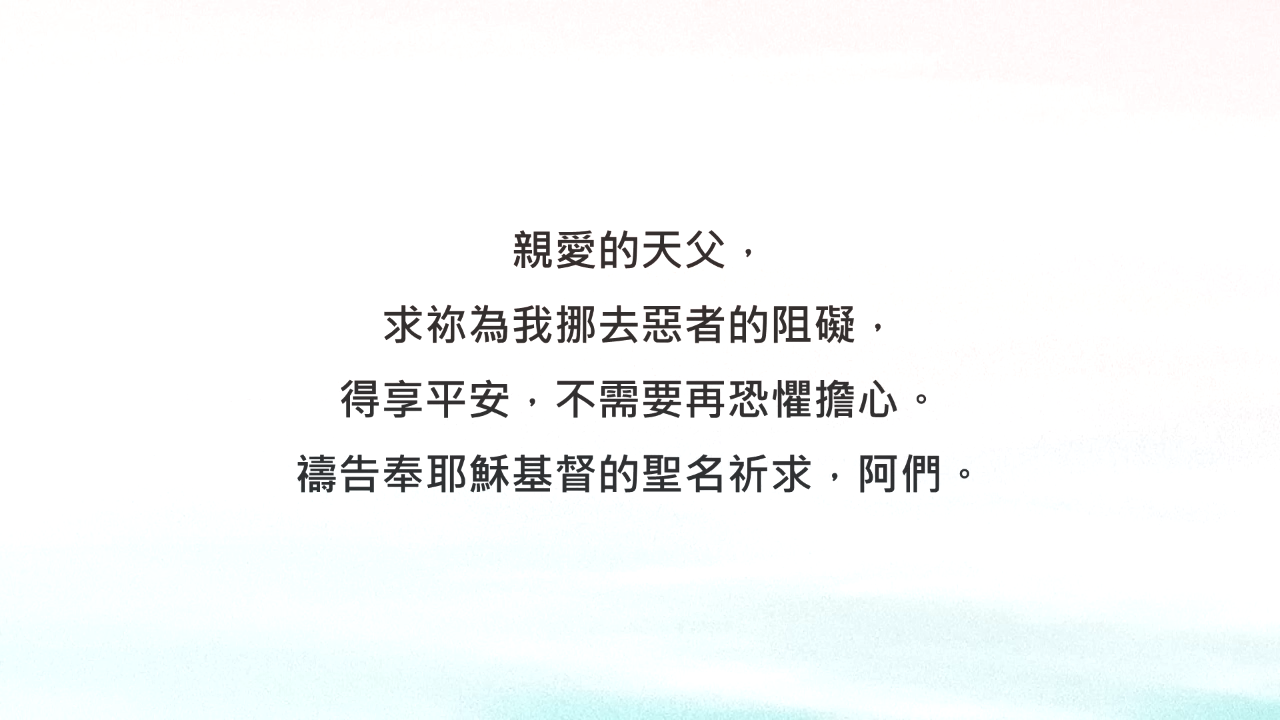 親愛的天父，
求祢為我挪去惡者的阻礙，
得享平安，不需要再恐懼擔心。
禱告奉耶穌基督的聖名祈求，阿們。